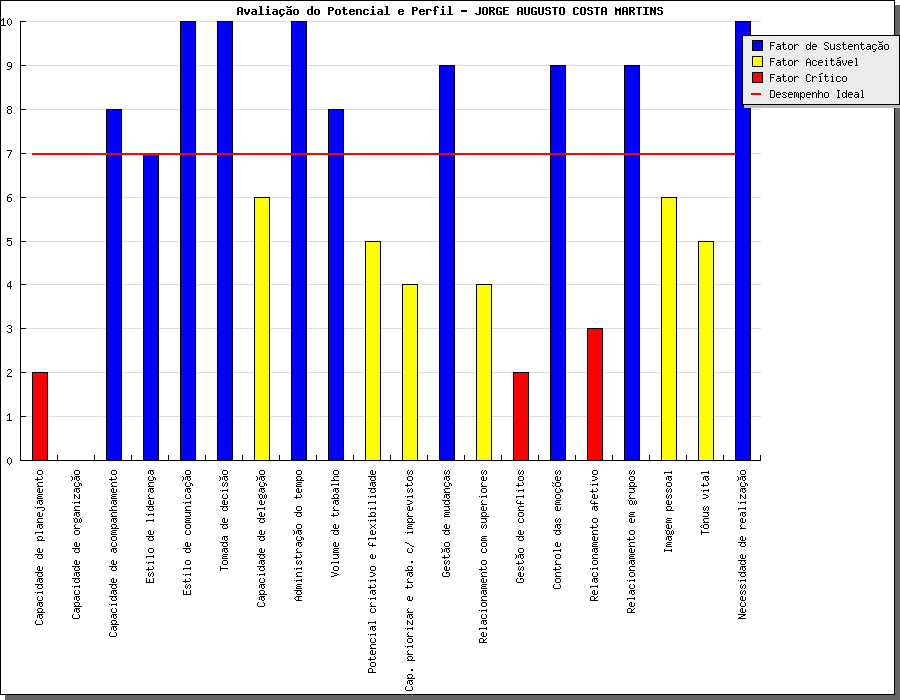 Avaliação do Potencial e Perfil - JORGE AUGUSTO COSTA MARTINS
Fator de Sustentação
Fator Aceitável
Fator Crítico
Desempenho Ideal
10
9
8
7
6
5
4
3
2
1
0
Capacidade de planejamento
Capacidade de organização
Capacidade de acompanhamento
Estilo de liderança
Estilo de comunicação
Tomada de decisão
Capacidade de delegação
Administração do tempo
Volume de trabalho
Potencial criativo e flexibilidade
Cap. priorizar e trab. c/ imprevistos
Gestão de mudanças
Relacionamento com superiores
Gestão de conflitos
Controle das emoções
Relacionamento afetivo
Relacionamento em grupos
Imagem pessoal
Tônus vital
Necessidade de realização